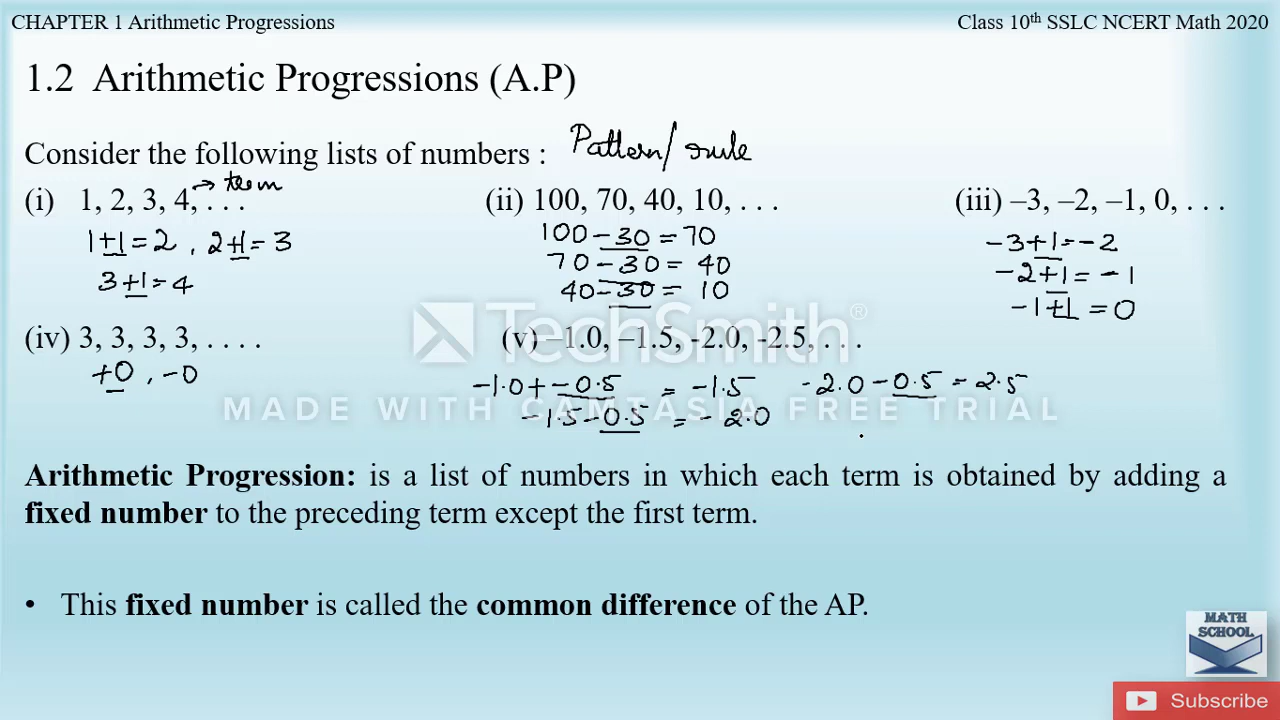 CHAPTER 1 Arithmetic Progressions
Class 10th SSLC NCERT Math 2020
1.2 Arithmetic Progressions (A.P)
Consider the following lists of numbers : Pattern/rule
→ term
(i) 1, 2, 3, 4, . . .
(ii) 100, 70, 40, 10, . . .
(iii) –3, –2, –1, 0, . . .
1+1=2, 2+1=3
3+1=4
100-30=70
70-30=40
40-30=10
-3+1=-2
-2+1=-1
-1+1=0
TechSmith®
(iv) 3, 3, 3, 3, . . . .
(v) –1.0, –1.5, -2.0, -2.5, . . .
+0, -0
-1.0+-0.5 = -1.5
-2.0-0.5=2.5
-1.5-0.5 = -2.0
MADE WITH CAMTASIA FREE TRIAL
Arithmetic Progression: is a list of numbers in which each term is obtained by adding a
fixed number to the preceding term except the first term.
• This fixed number is called the common difference of the AP.
MATH
SCHOOL
Subscribe